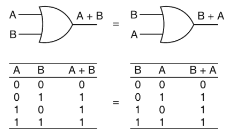 A A + B = B B + A
B A
A B A + B B A B + A
0 0 0 0 0 0
0 1 1 0 1 1
1 0 1 = 1 0 1
1 1 1 1 1 1